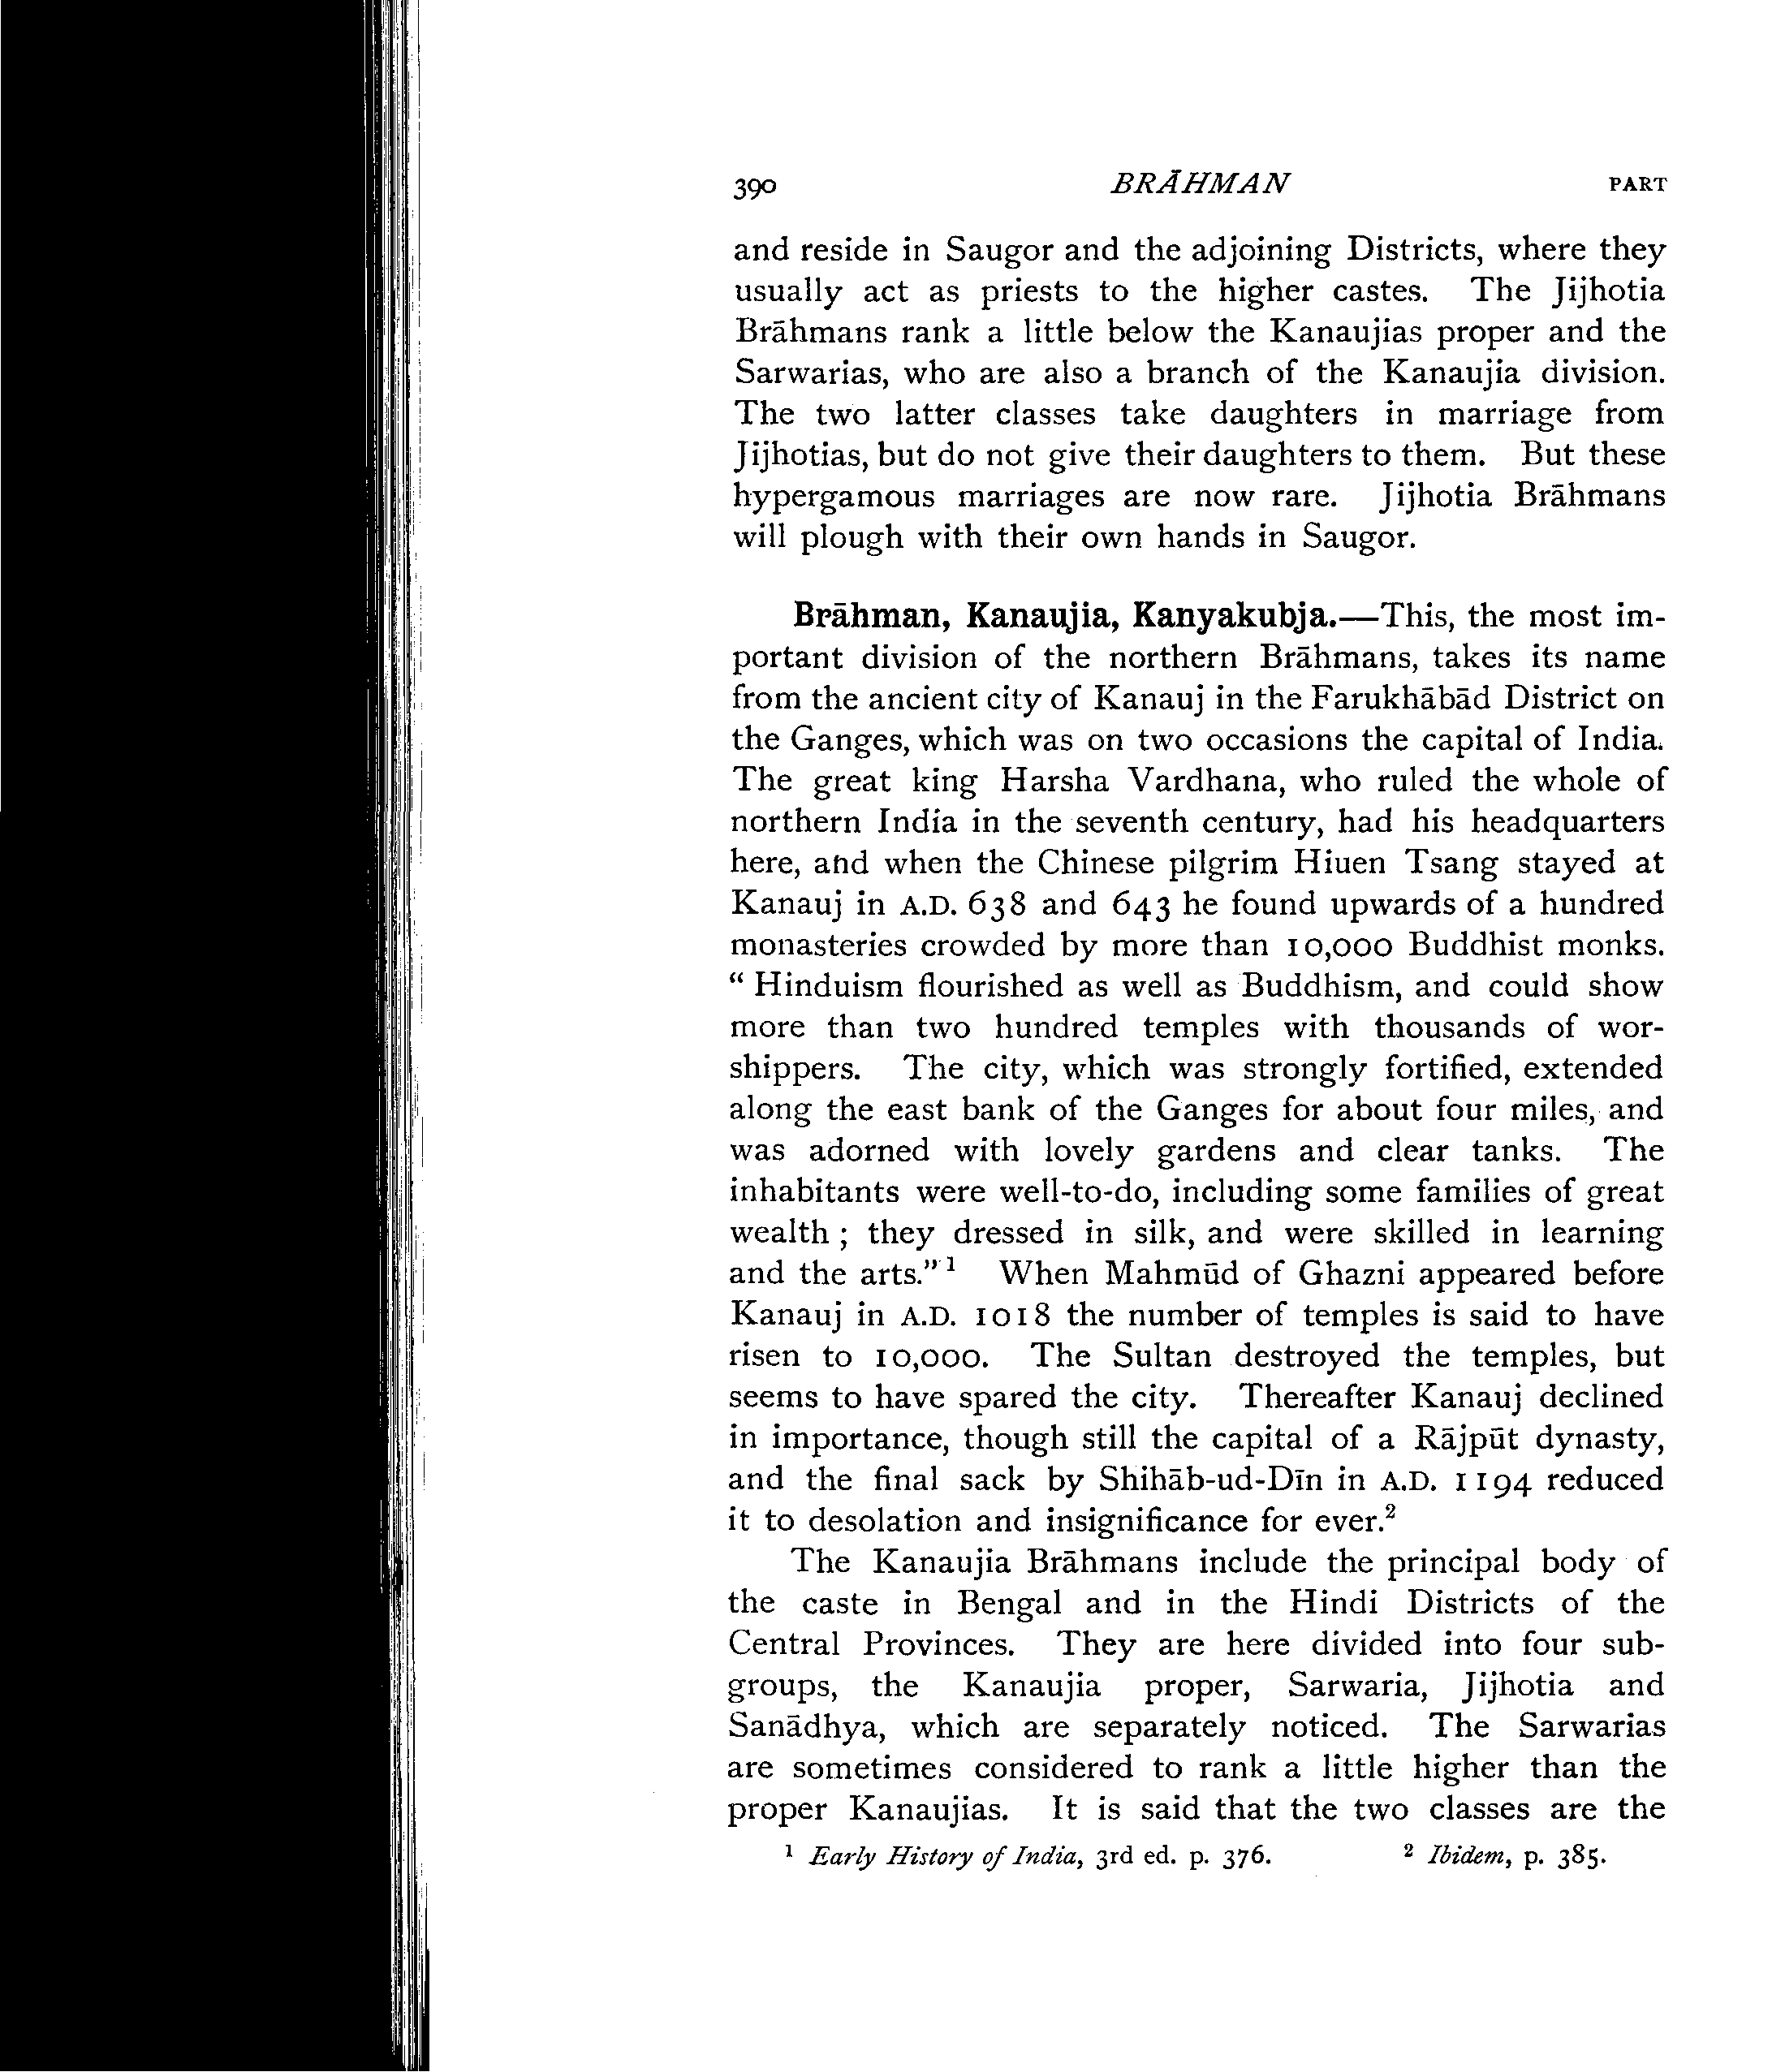 390 BRĀHMAN PART
and reside in Saugor and the adjoining Districts, where they
usually act as priests to the higher castes. The Jijhotia
Brāhmans rank a little below the Kanaujias proper and the
Sarwarias, who are also a branch of the Kanaujia division.
The two latter classes take daughters in marriage from
Jijhotias, but do not give their daughters to them. But these
hypergamous marriages are now rare. Jijhotia Brāhmans
will plough with their own hands in Saugor.
Brāhman, Kanaujia, Kanyakubja.—This, the most im-
portant division of the northern Brāhmans, takes its name
from the ancient city of Kanauj in the Farukhābād District on
the Ganges, which was on two occasions the capital of India.
The great king Harsha Vardhana, who ruled the whole of
northern India in the seventh century, had his headquarters
here, and when the Chinese pilgrim Hiuen Tsang stayed at
Kanauj in A.D. 638 and 643 he found upwards of a hundred
monasteries crowded by more than 10,000 Buddhist monks.
“ Hinduism flourished as well as Buddhism, and could show
more than two hundred temples with thousands of wor-
shippers. The city, which was strongly fortified, extended
along the east bank of the Ganges for about four miles, and
was adorned with lovely gardens and clear tanks. The
inhabitants were well-to-do, including some families of great
wealth ; they dressed in silk, and were skilled in learning
and the arts.” ¹ When Mahmūd of Ghazni appeared before
Kanauj in A.D. 1018 the number of temples is said to have
risen to 10,000. The Sultan destroyed the temples, but
seems to have spared the city. Thereafter Kanauj declined
in importance, though still the capital of a Rājpūt dynasty,
and the final sack by Shihāb-ud-Dīn in A.D. 1194 reduced
it to desolation and insignificance for ever.²
The Kanaujia Brāhmans include the principal body of
the caste in Bengal and in the Hindi Districts of the
Central Provinces. They are here divided into four sub-
groups, the Kanaujia proper, Sarwaria, Jijhotia and
Sanādhya, which are separately noticed. The Sarwarias
are sometimes considered to rank a little higher than the
proper Kanaujias. It is said that the two classes are the
¹ Early History of India, 3rd ed. p. 376. ² Ibidem, p. 385.